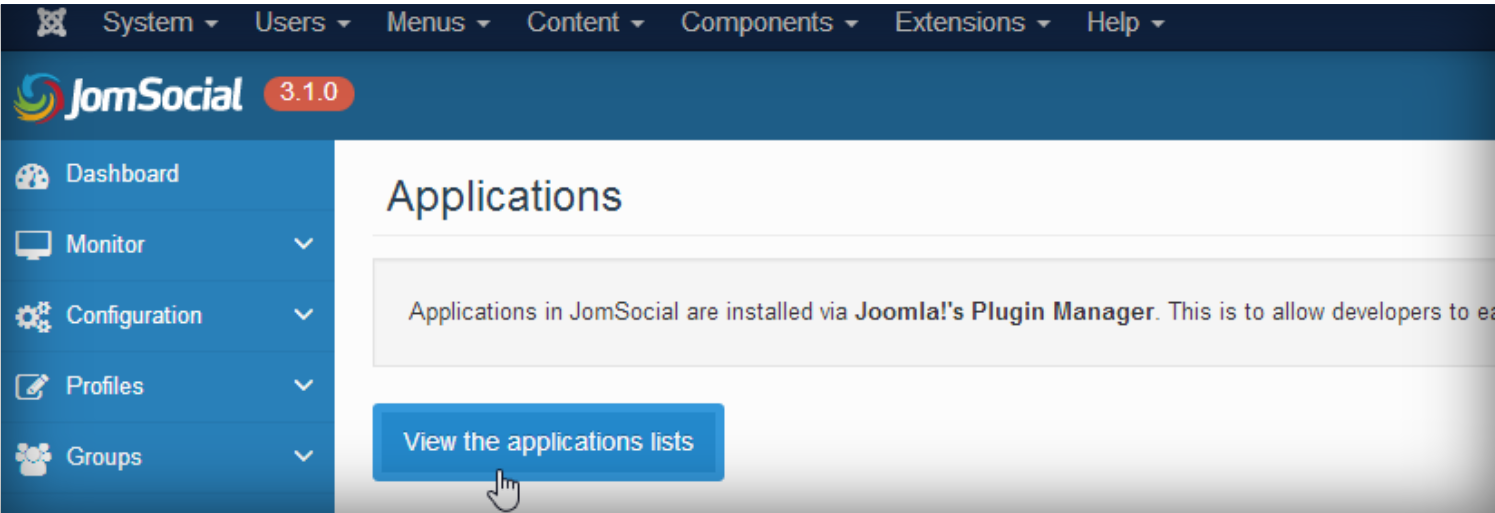 System Users Menus Content Components Extensions Help
JomSocial 3.1.0
Dashboard
Monitor
Configuration
Profiles
Groups
Applications
Applications in JomSocial are installed via Joomla!'s Plugin Manager. This is to allow developers to ea
View the applications lists